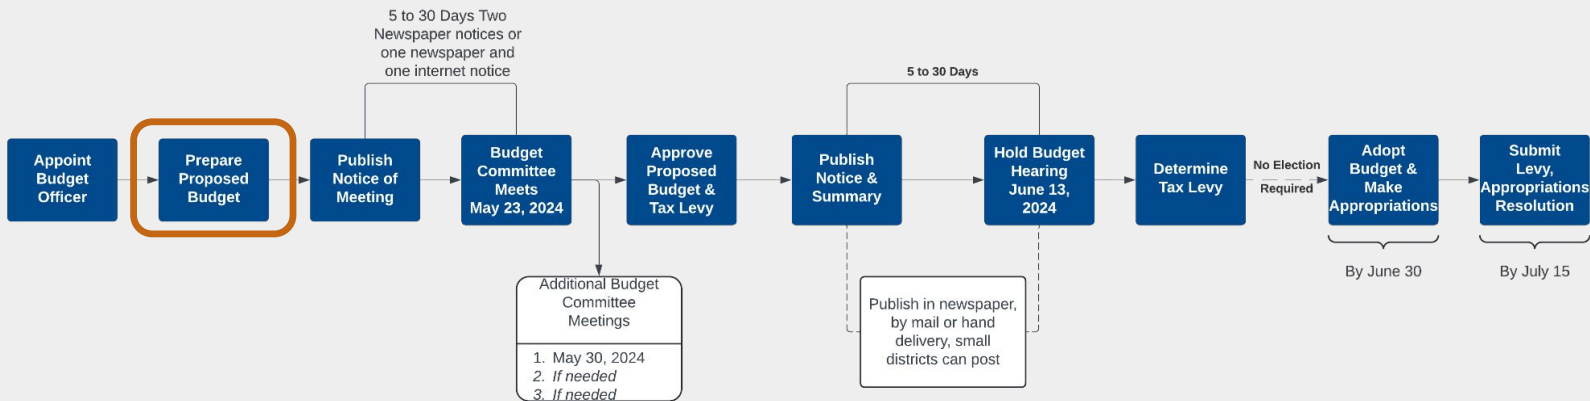 5 to 30 Days Two
Newspaper notices or
one newspaper and
one internet notice
5 to 30 Days
Appoint
Budget
Officer
Prepare
Proposed
Budget
Publish
Notice of
Meeting
Budget
Committee
Meets
May 23, 2024
Approve
Proposed
Budget &
Tax Levy
Publish
Notice &
Summary
Hold Budget
Hearing
June 13,
2024
Determine
Tax Levy
No Election
Required
Adopt
Budget &
Make
Appropriations
Submit
Levy,
Appropriations
Resolution
By June 30
By July 15
Additional Budget
Committee
Meetings
1. May 30, 2024
2. If needed
3. If needed
Publish in newspaper,
by mail or hand
delivery, small
districts can post